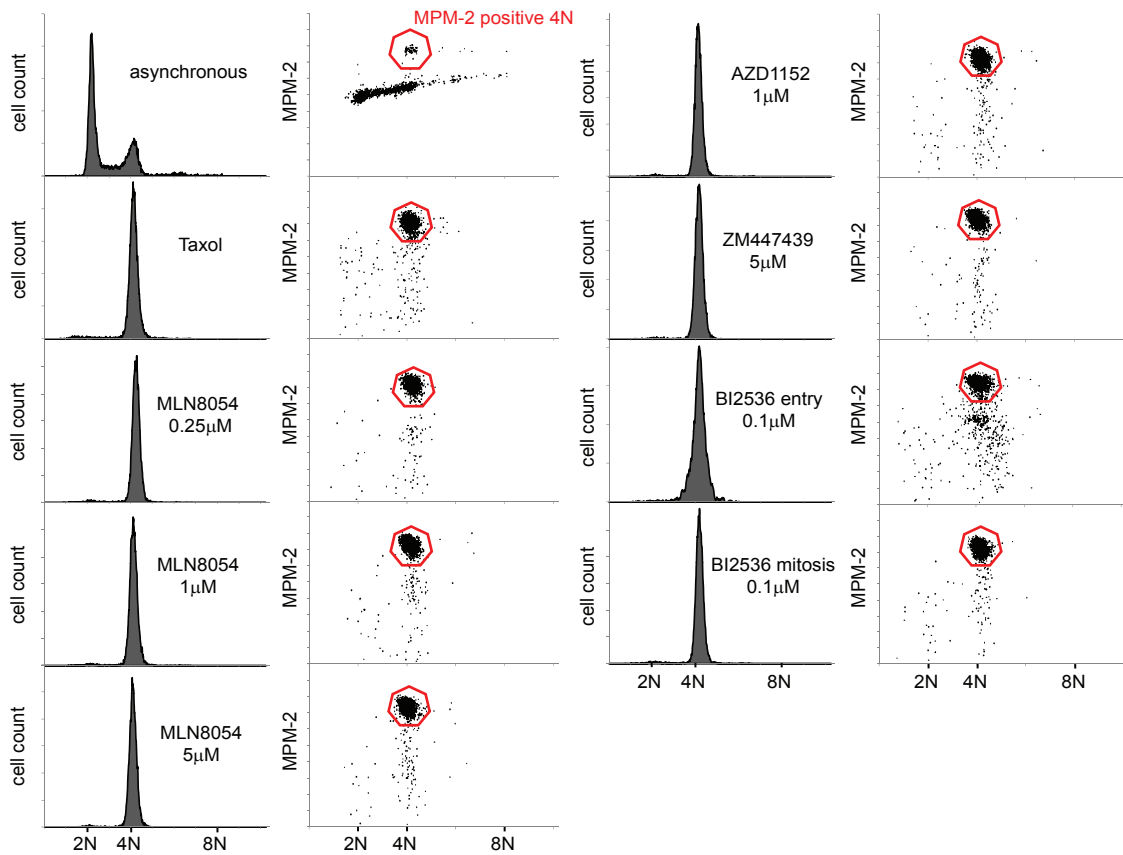 MPM-2 positive 4N
cell count
asynchronous
MPM-2
cell count
Taxol
MPM-2
cell count
MLN8054
0.25μM
MPM-2
cell count
MLN8054
1μM
MPM-2
cell count
MLN8054
5μM
MPM-2
2N 4N 8N
2N 4N 8N
cell count
AZD1152
1μM
MPM-2
cell count
ZM447439
5μM
MPM-2
cell count
BI2536 entry
0.1μM
MPM-2
cell count
BI2536 mitosis
0.1μM
MPM-2
2N 4N 8N
2N 4N 8N